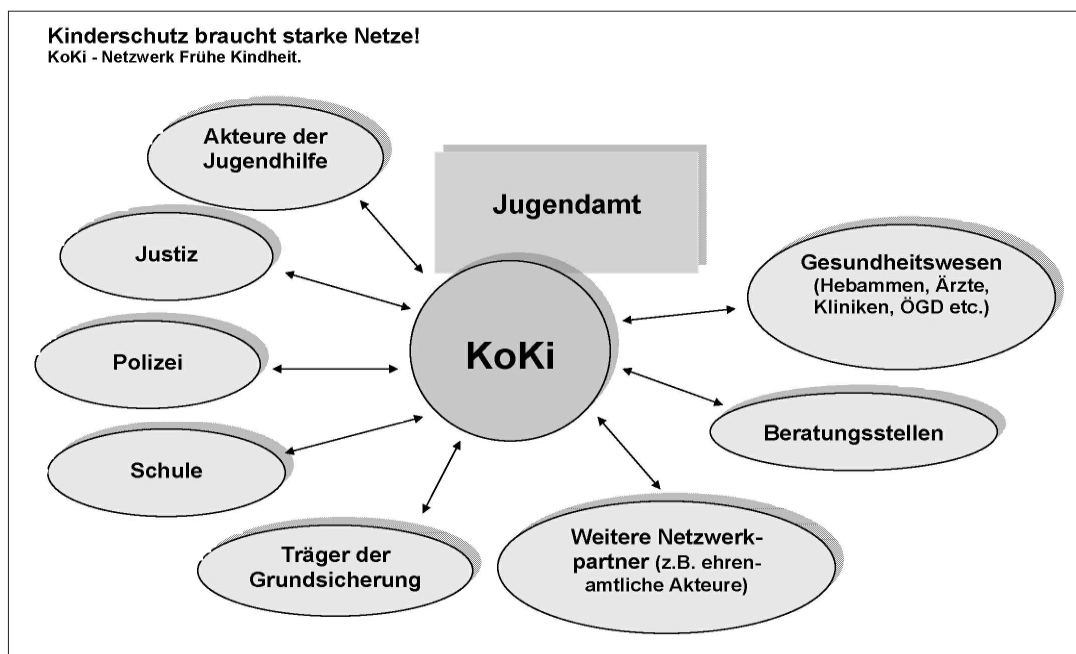 Kinderschutz braucht starke Netze!
KoKi - Netzwerk Frühe Kindheit.
Akteure der
Jugendhilfe
Jugendamt
Justiz
Gesundheitswesen
(Hebammen, Ärzte,
Kliniken, ÖGD etc.)
Polizei
KoKi
Beratungsstellen
Schule
Träger der
Grundsicherung
Weitere Netzwerk-
partner (z.B. ehren-
amtliche Akteure)